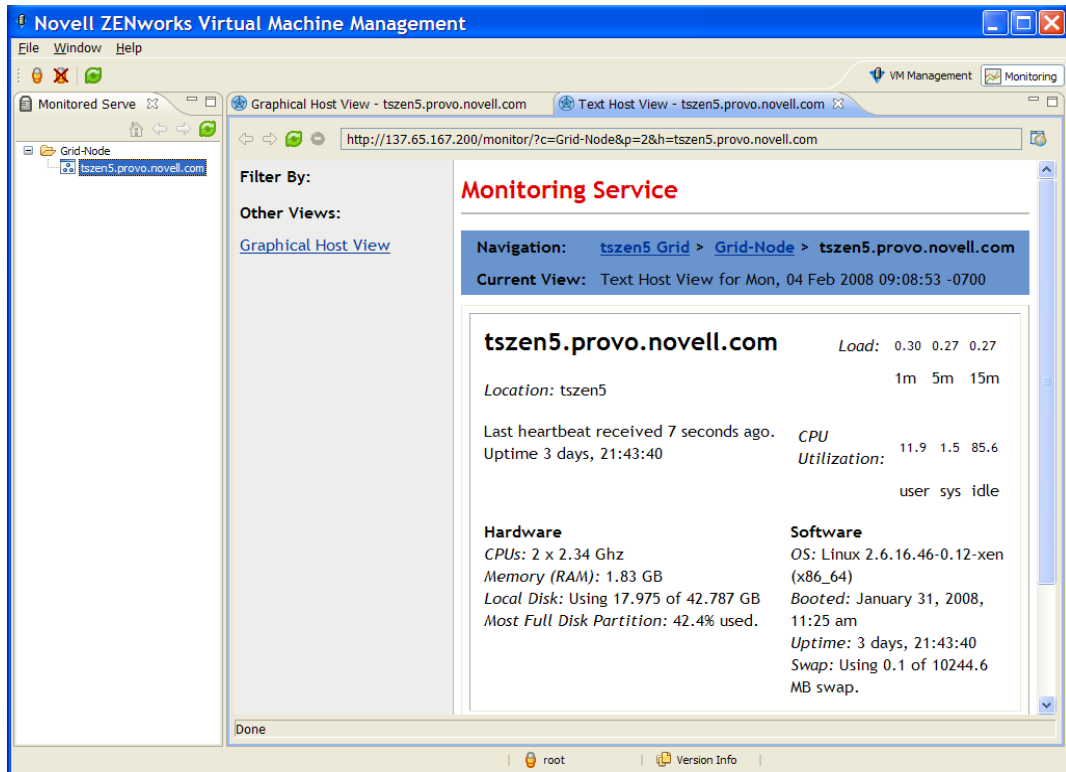 Novell ZENworks Virtual Machine Management
File Window Help
VM Management Monitoring
Monitored Serve
Graphical Host View - tszen5.provo.novell.com
Text Host View - tszen5.provo.novell.com
http://137.65.167.200/monitor/?c=Grid-Node&p=2&h=tszen5.provo.novell.com
Grid-Node
tszen5.provo.novell.com
Filter By:
Other Views:
Graphical Host View
Monitoring Service
Navigation: tszen5 Grid > Grid-Node > tszen5.provo.novell.com
Current View: Text Host View for Mon, 04 Feb 2008 09:08:53 -0700
tszen5.provo.novell.com
Location: tszen5
Load: 0.30 0.27 0.27
1m 5m 15m
Last heartbeat received 7 seconds ago.
Uptime 3 days, 21:43:40
CPU
Utilization: 11.9 1.5 85.6
user sys idle
Hardware
CPUs: 2 x 2.34 Ghz
Memory (RAM): 1.83 GB
Local Disk: Using 17.975 of 42.787 GB
Most Full Disk Partition: 42.4% used.
Software
OS: Linux 2.6.16.46-0.12-xen
(x86_64)
Booted: January 31, 2008,
11:25 am
Uptime: 3 days, 21:43:40
Swap: Using 0.1 of 10244.6
MB swap.
Done
root
Version Info